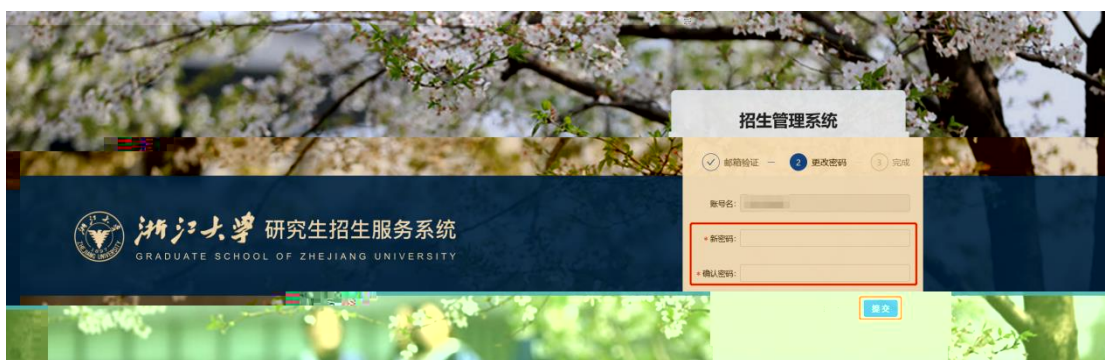 招生管理系统
邮箱验证 — 2 更改密码 3 完成
账号名:
浙江大学 研究生招生服务系统
GRADUATE SCHOOL OF ZHEJIANG UNIVERSITY
* 新密码:
* 确认密码:
提交